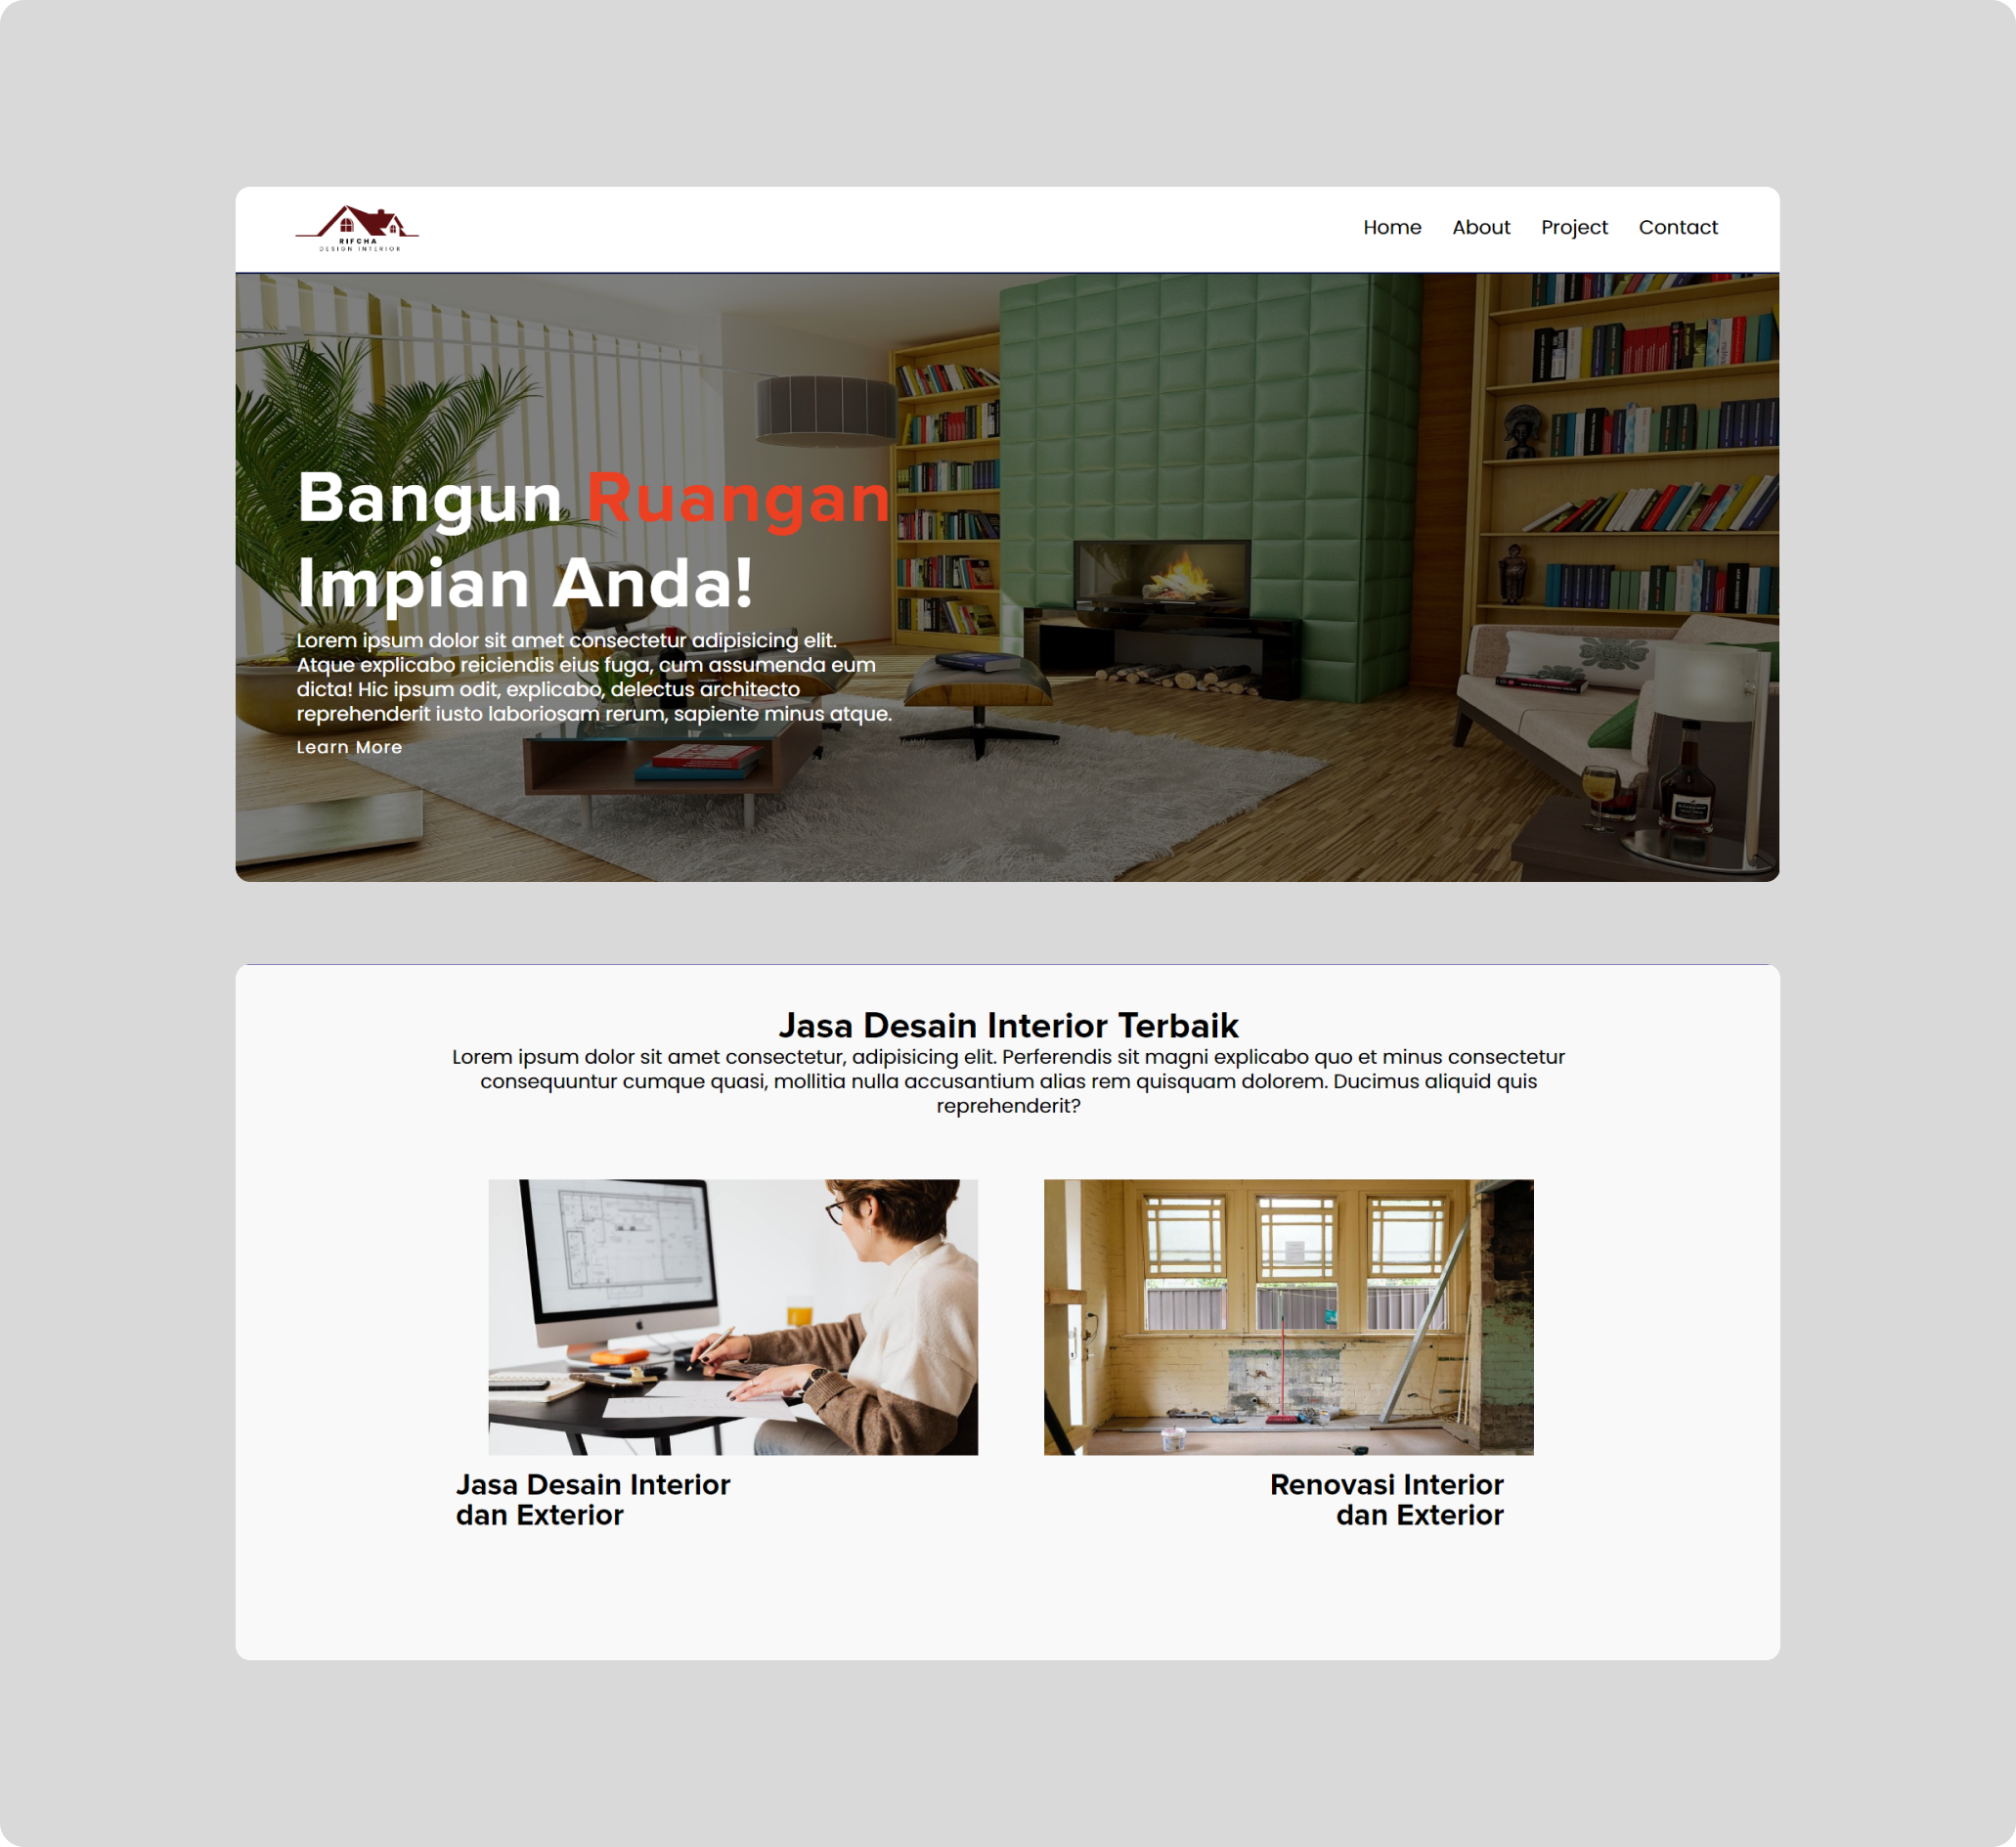 RIFCHA
DESIGN INTERIOR
Home About Project Contact
Bangun Ruangan
Impian Anda!
Lorem ipsum dolor sit amet consectetur adipisicing elit.
Atque explicabo reiciendis eius fuga, cum assumenda eum
dicta! Hic ipsum odit, explicabo, delectus architecto
reprehenderit iusto laboriosam rerum, sapiente minus atque.
Learn More
Jasa Desain Interior Terbaik
Lorem ipsum dolor sit amet consectetur, adipisicing elit. Perferendis sit magni explicabo quo et minus consectetur
consequuntur cumque quasi, mollitia nulla accusantium alias rem quisquam dolorem. Ducimus aliquid quis
reprehenderit?
Jasa Desain Interior
dan Exterior
Renovasi Interior
dan Exterior